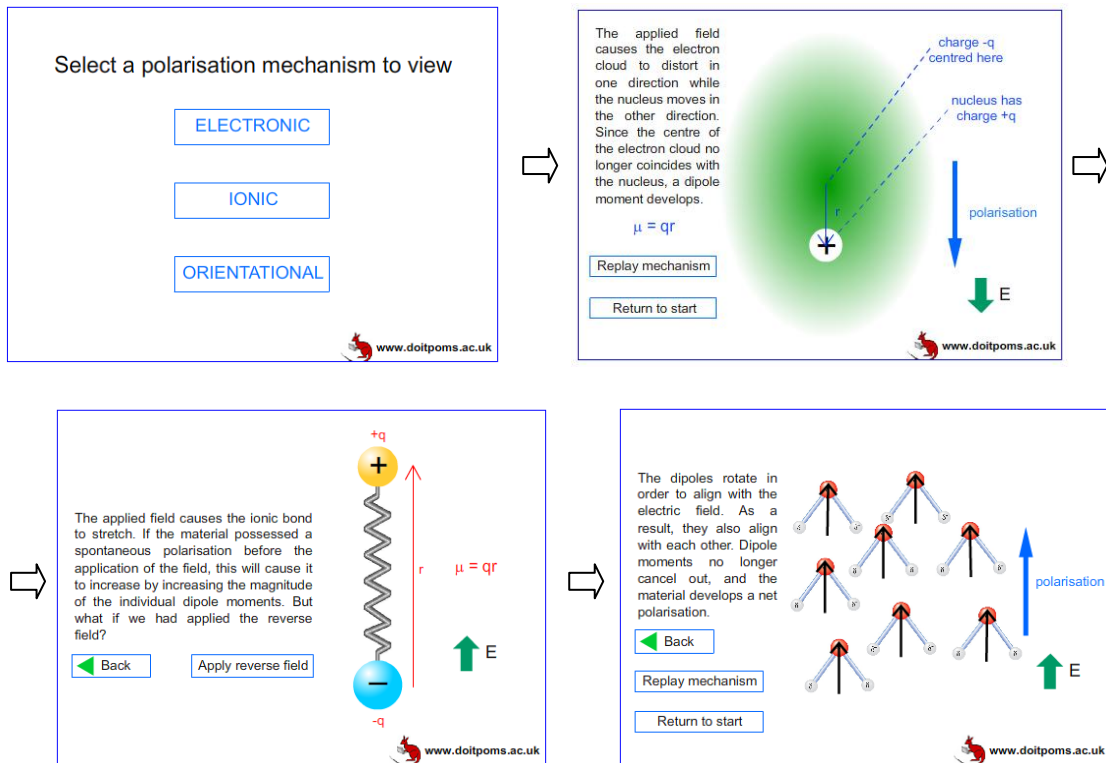 Select a polarisation mechanism to view
ELECTRONIC
IONIC
ORIENTATIONAL
www.doitpoms.ac.uk
The applied field
causes the electron
cloud to distort in
one direction while
the nucleus moves in
the other direction.
Since the centre of
the electron cloud no
longer coincides with
the nucleus, a dipole
moment develops.
μ = qr
Replay mechanism
Return to start
charge -q
centred here
nucleus has
charge +q
r
+
polarisation
E
www.doitpoms.ac.uk
The applied field causes the ionic bond
to stretch. If the material possessed a
spontaneous polarisation before the
application of the field, this will cause it
to increase by increasing the magnitude
of the individual dipole moments. But
what if we had applied the reverse
field?
Back
Apply reverse field
+q
+
r
μ = qr
E
−
-q
www.doitpoms.ac.uk
The dipoles rotate in
order to align with the
electric field. As a
result, they also align
with each other. Dipole
moments no longer
cancel out, and the
material develops a net
polarisation.
Back
Replay mechanism
Return to start
polarisation
E
www.doitpoms.ac.uk